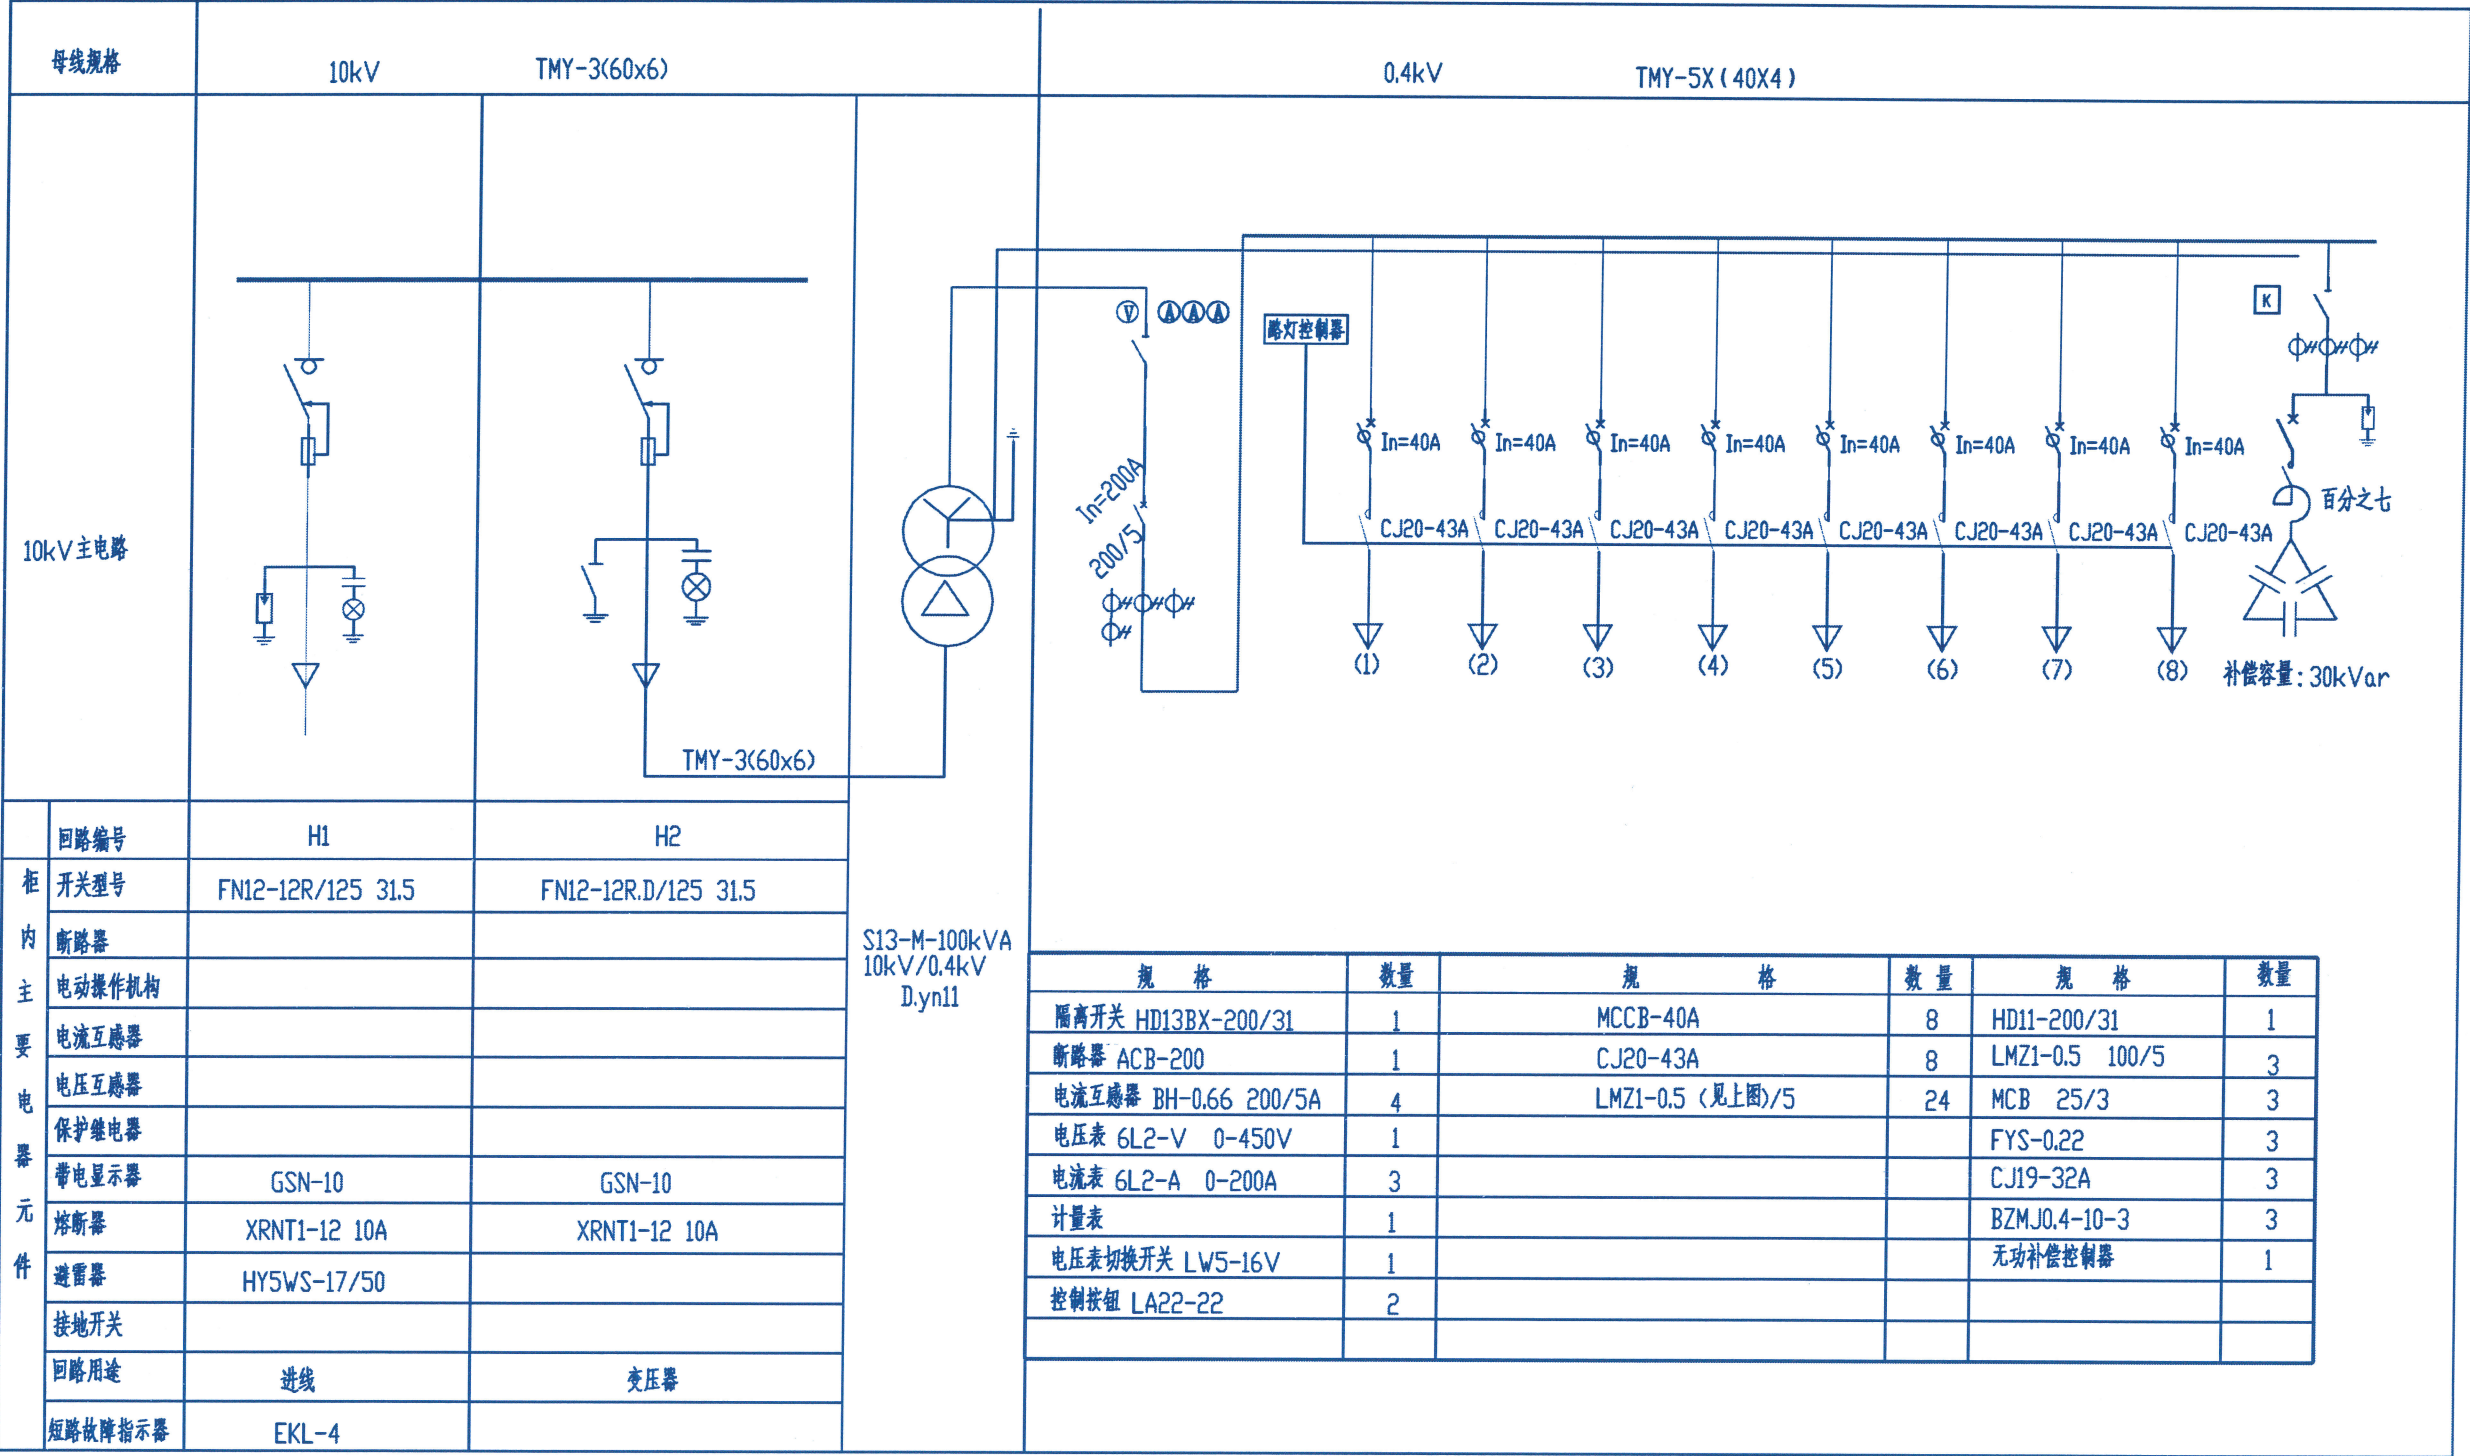 母线规格
10kV
TMY-3(60x6)
0.4kV
TMY-5X(40X4)
10kV主电路
TMY-3(60x6)
V
A A A
In=200A
200/5
路灯控制器
In=40A
In=40A
In=40A
In=40A
In=40A
In=40A
In=40A
In=40A
CJ20-43A
CJ20-43A
CJ20-43A
CJ20-43A
CJ20-43A
CJ20-43A
CJ20-43A
CJ20-43A
(1)
(2)
(3)
(4)
(5)
(6)
(7)
(8)
K
百分之七
补偿容量:30kVar
柜内主要电器元件
回路编号 H1 H2
开关型号 FN12-12R/125 31.5 FN12-12R.D/125 31.5
断路器
电动操作机构
电流互感器
电压互感器
保护继电器
带电显示器 GSN-10 GSN-10
熔断器 XRNT1-12 10A XRNT1-12 10A
避雷器 HY5WS-17/50
接地开关
回路用途 进线 变压器
短路故障指示器 EKL-4
S13-M-100kVA
10kV/0.4kV
D.yn11
规 格 数量 规 格 数 量 规 格 数量
隔离开关 HD13BX-200/31 1 MCCB-40A 8 HD11-200/31 1
断路器 ACB-200 1 CJ20-43A 8 LMZ1-0.5 100/5 3
电流互感器 BH-0.66 200/5A 4 LMZ1-0.5 (见上图)/5 24 MCB 25/3 3
电压表 6L2-V 0-450V 1 FYS-0.22 3
电流表 6L2-A 0-200A 3 CJ19-32A 3
计量表 1 BZMJ0.4-10-3 3
电压表切换开关 LW5-16V 1 无功补偿控制器 1
控制按钮 LA22-22 2